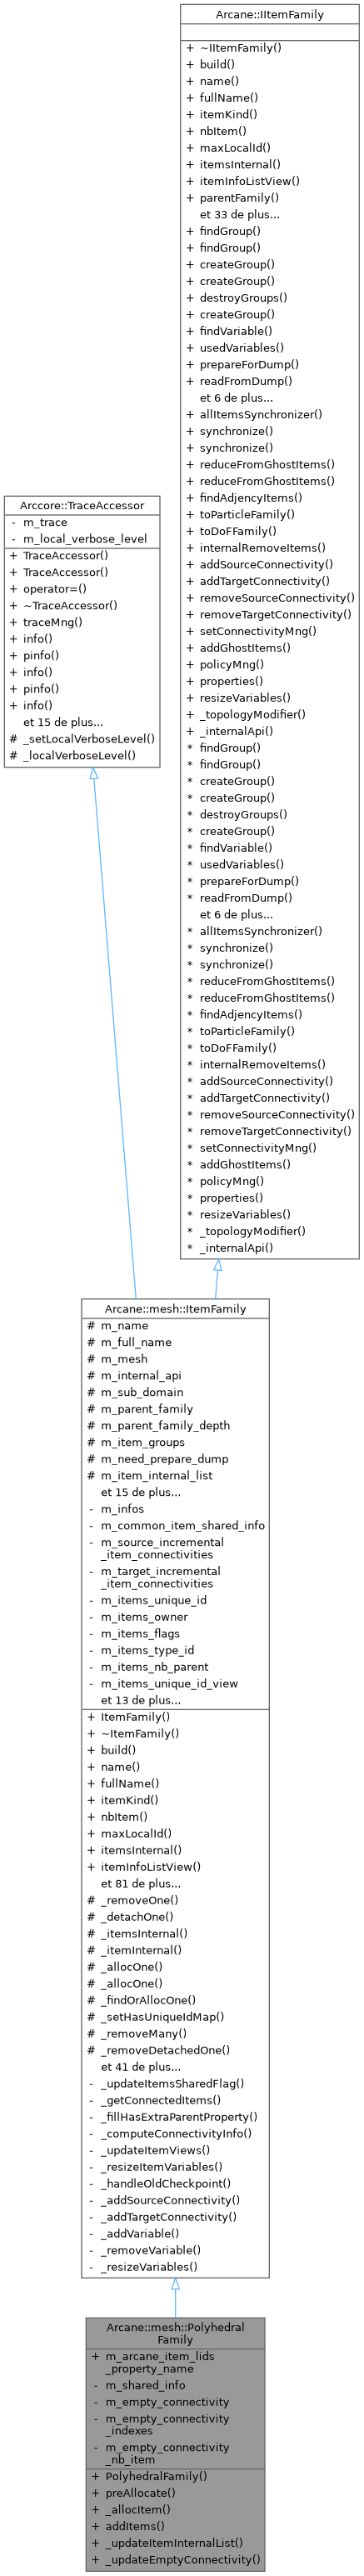 Arcane::IItemFamily
+ ~IItemFamily()
+ build()
+ name()
+ fullName()
+ itemKind()
+ nbItem()
+ maxLocalId()
+ itemsInternal()
+ itemInfoListView()
+ parentFamily()
et 33 de plus...
+ findGroup()
+ findGroup()
+ createGroup()
+ createGroup()
+ destroyGroups()
+ createGroup()
+ findVariable()
+ usedVariables()
+ prepareForDump()
+ readFromDump()
et 6 de plus...
+ allItemsSynchronizer()
+ synchronize()
+ synchronize()
+ reduceFromGhostItems()
+ reduceFromGhostItems()
+ findAdjencyItems()
+ toParticleFamily()
+ toDoFFamily()
+ internalRemoveItems()
+ addSourceConnectivity()
+ addTargetConnectivity()
+ removeSourceConnectivity()
+ removeTargetConnectivity()
+ setConnectivityMng()
+ addGhostItems()
+ policyMng()
+ properties()
+ resizeVariables()
+ _topologyModifier()
+ _internalApi()
* findGroup()
* findGroup()
* createGroup()
* createGroup()
* destroyGroups()
* createGroup()
* findVariable()
* usedVariables()
* prepareForDump()
* readFromDump()
et 6 de plus...
* allItemsSynchronizer()
* synchronize()
* synchronize()
* reduceFromGhostItems()
* reduceFromGhostItems()
* findAdjencyItems()
* toParticleFamily()
* toDoFFamily()
* internalRemoveItems()
* addSourceConnectivity()
* addTargetConnectivity()
* removeSourceConnectivity()
* removeTargetConnectivity()
* setConnectivityMng()
* addGhostItems()
* policyMng()
* properties()
* resizeVariables()
* _topologyModifier()
* _internalApi()
Arccore::TraceAccessor
- m_trace
- m_local_verbose_level
+ TraceAccessor()
+ TraceAccessor()
+ operator=()
+ ~TraceAccessor()
+ traceMng()
+ info()
+ pinfo()
+ info()
+ pinfo()
+ info()
et 15 de plus...
# _setLocalVerboseLevel()
# _localVerboseLevel()
Arcane::mesh::ItemFamily
# m_name
# m_full_name
# m_mesh
# m_internal_api
# m_sub_domain
# m_parent_family
# m_parent_family_depth
# m_item_groups
# m_need_prepare_dump
# m_item_internal_list
et 15 de plus...
- m_infos
- m_common_item_shared_info
- m_source_incremental
_item_connectivities
- m_target_incremental
_item_connectivities
- m_items_unique_id
- m_items_owner
- m_items_flags
- m_items_type_id
- m_items_nb_parent
- m_items_unique_id_view
et 13 de plus...
+ ItemFamily()
+ ~ItemFamily()
+ build()
+ name()
+ fullName()
+ itemKind()
+ nbItem()
+ maxLocalId()
+ itemsInternal()
+ itemInfoListView()
et 81 de plus...
# _removeOne()
# _detachOne()
# _itemsInternal()
# _itemInternal()
# _allocOne()
# _allocOne()
# _findOrAllocOne()
# _setHasUniqueIdMap()
# _removeMany()
# _removeDetachedOne()
et 41 de plus...
- _updateItemsSharedFlag()
- _getConnectedItems()
- _fillHasExtraParentProperty()
- _computeConnectivityInfo()
- _updateItemViews()
- _resizeItemVariables()
- _handleOldCheckpoint()
- _addSourceConnectivity()
- _addTargetConnectivity()
- _addVariable()
- _removeVariable()
- _resizeVariables()
Arcane::mesh::Polyhedral
Family
+ m_arcane_item_lids
_property_name
- m_shared_info
- m_empty_connectivity
- m_empty_connectivity
_indexes
- m_empty_connectivity
_nb_item
+ PolyhedralFamily()
+ preAllocate()
+ _allocItem()
+ addItems()
+ _updateItemInternalList()
+ _updateEmptyConnectivity()